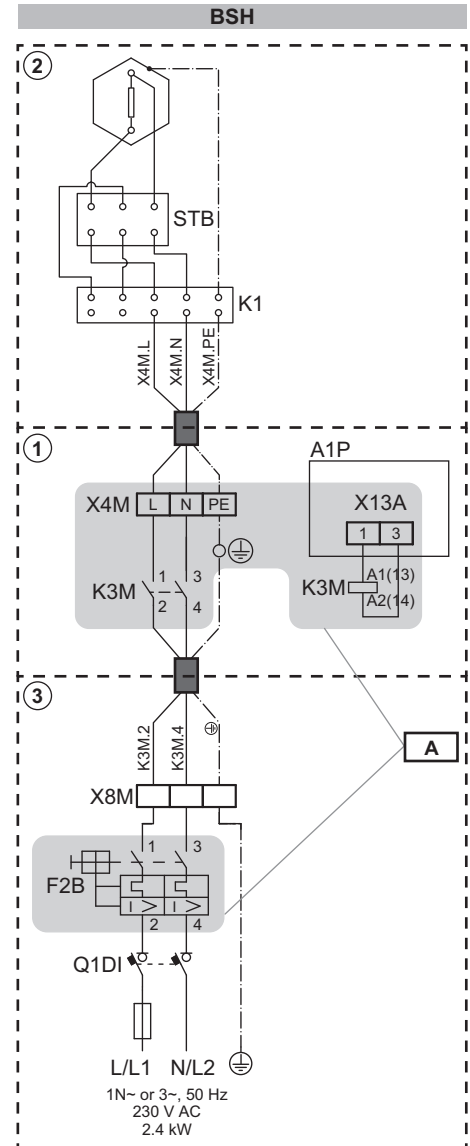 BSH
2
STB
K1
X4M.L
X4M.N
X4M.PE
1
A1P
X4M L N PE
X13A
1 3
K3M
1 3
2 4
K3M
A1(13)
A2(14)
3
K3M.2
K3M.4
A
X8M
F2B
1 3
I > I >
2 4
Q1DI
L/L1 N/L2
1N~ or 3~, 50 Hz
230 V AC
2.4 kW